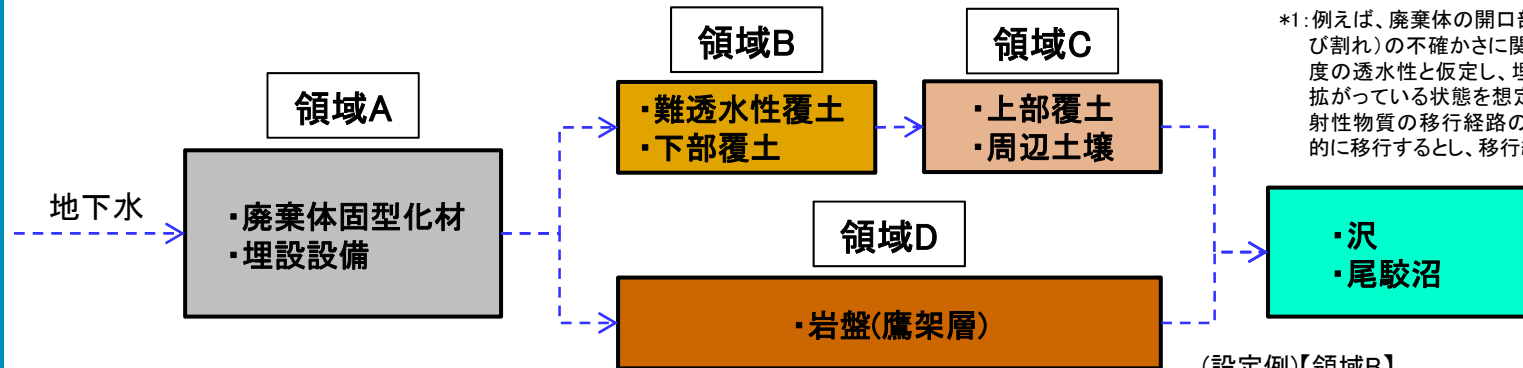 領域A
地下水
・廃棄体固型化材
・埋設設備
領域B
・難透水性覆土
・下部覆土
領域C
・上部覆土
・周辺土壌
領域D
・岩盤(鷹架層)
・沢
・尾駮沼
*1:例えば、廃棄体の開口部
び割れ)の不確かさに関
度の透水性と仮定し、埋
拡がっている状態を想定
射性物質の移行経路の
的に移行するとし、移行
(設定例)【領域B】